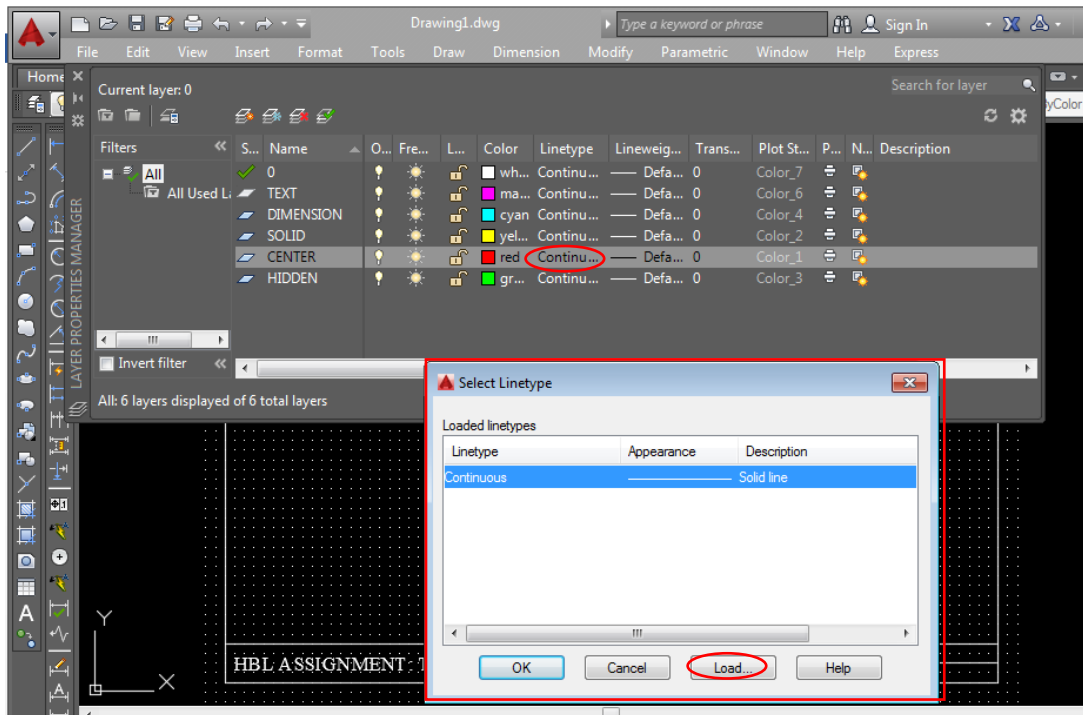 Drawing1.dwg
Type a keyword or phrase
Sign In
File Edit View Insert Format Tools Draw Dimension Modify Parametric Window Help Express
Home
Current layer: 0
Search for layer
yColor
Filters
S... Name O... Fre... L... Color Linetype Lineweig... Trans... Plot St... P... N... Description
All
All Used La
0 wh... Continu... Defa... 0 Color_7
TEXT ma... Continu... Defa... 0 Color_6
DIMENSION cyan Continu... Defa... 0 Color_4
SOLID yel... Continu... Defa... 0 Color_2
CENTER red Continu... Defa... 0 Color_1
HIDDEN gr... Continu... Defa... 0 Color_3
Invert filter
All: 6 layers displayed of 6 total layers
LAYER PROPERTIES MANAGER
Select Linetype
Loaded linetypes
Linetype Appearance Description
Continuous Solid line
OK Cancel Load... Help
HBL ASSIGNMENT: T
Y
X
A
A